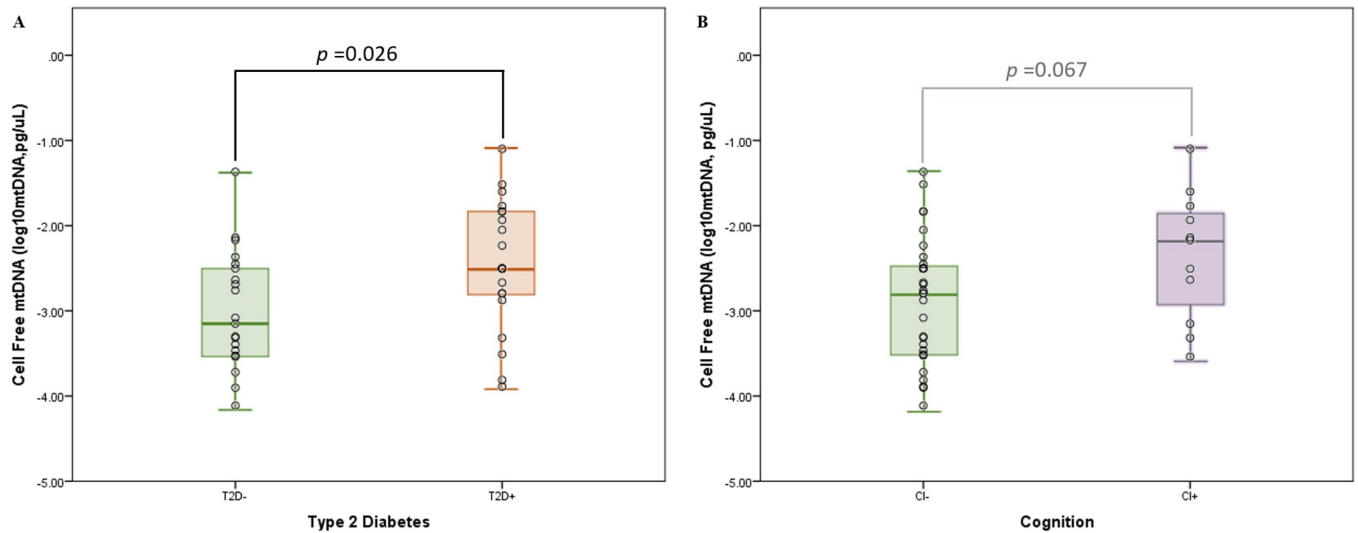 A
p =0.026
Cell Free mtDNA (log10mtDNA,pg/uL)
.00
-1.00
-2.00
-3.00
-4.00
-5.00
T2D-
T2D+
Type 2 Diabetes
B
p =0.067
Cell Free mtDNA (log10mtDNA, pg/uL)
.00
-1.00
-2.00
-3.00
-4.00
-5.00
CI-
CI+
Cognition